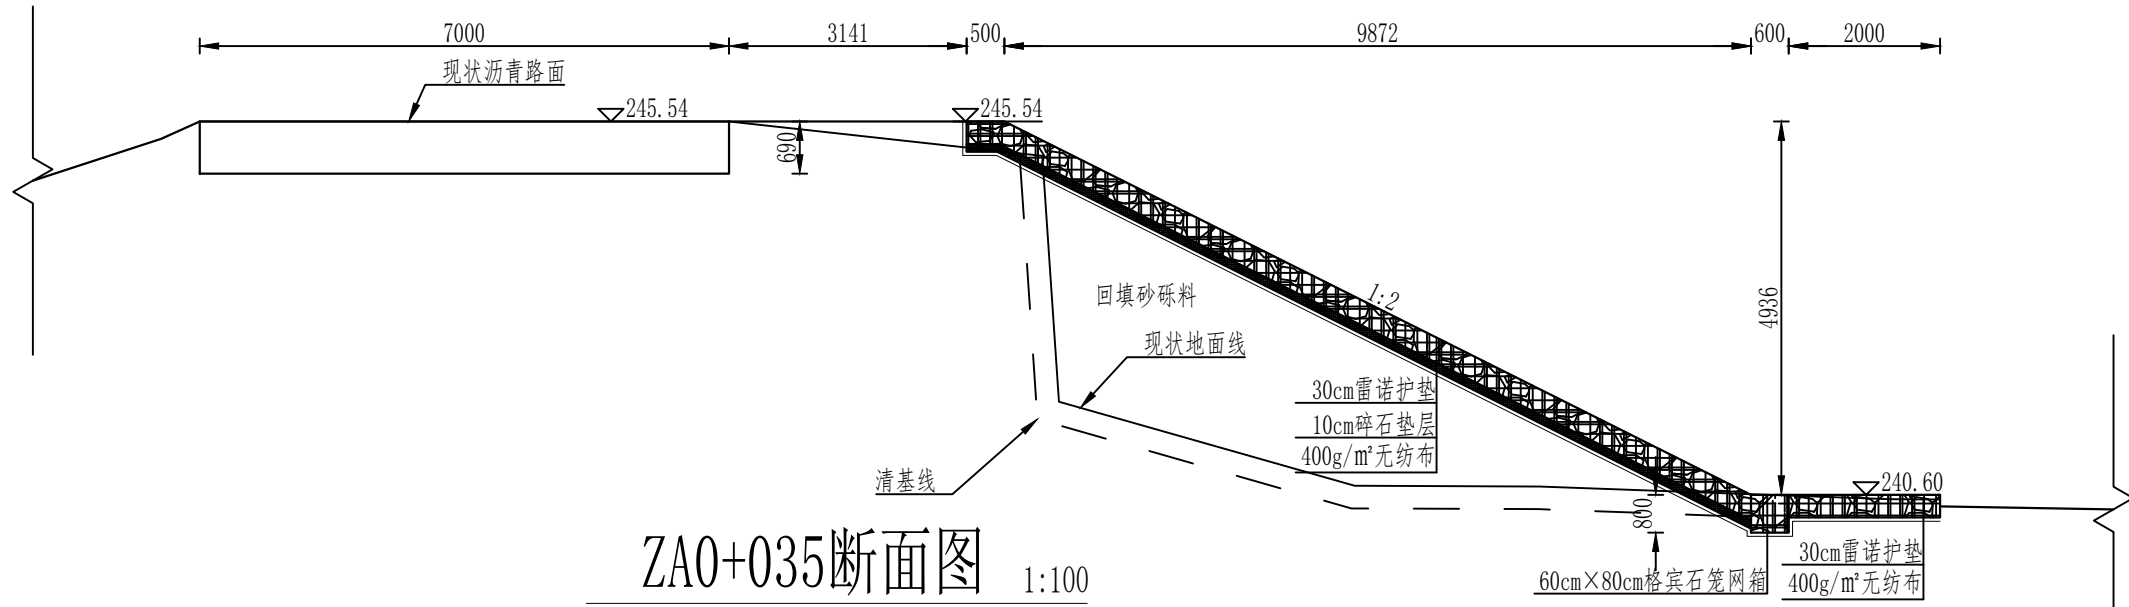 7000
3141
500
9872
600
2000
现状沥青路面
245.54
245.54
690
1:2
4936
回填砂砾料
现状地面线
30cm雷诺护垫
10cm碎石垫层
400g/m²无纺布
清基线
240.60
800
30cm雷诺护垫
400g/m²无纺布
60cm×80cm格宾石笼网箱
ZA0+035断面图
1:100